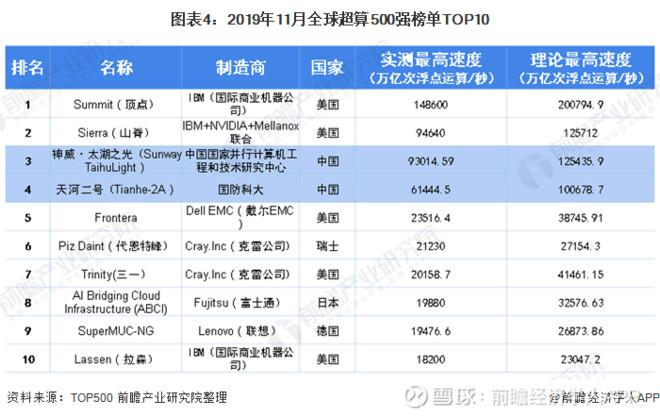 图表4：2019年11月全球超算500强榜单TOP10
排名 名称 制造商 国家 实测最高速度（万亿次浮点运算/秒） 理论最高速度（万亿次浮点运算/秒）
1 Summit（顶点） IBM（国际商业机器公司） 美国 148600 200794.9
2 Sierra（山脊） IBM+NVIDIA+Mellanox联合 美国 94640 125712
3 神威·太湖之光（Sunway TaihuLight） 中国国家并行计算机工程和技术研究中心 中国 93014.59 125435.9
4 天河二号（Tianhe-2A） 国防科大 中国 61444.5 100678.7
5 Frontera Dell EMC（戴尔EMC） 美国 23516.4 38745.91
6 Piz Daint（代恩特峰） Cray.Inc（克雷公司） 瑞士 21230 27154.3
7 Trinity(三一） Cray.Inc（克雷公司） 美国 20158.7 41461.15
8 AI Bridging Cloud Infrastructure (ABCI) Fujitsu（富士通） 日本 19880 32576.63
9 SuperMUC-NG Lenovo（联想） 德国 19476.6 26873.86
10 Lassen（拉森） IBM（国际商业机器公司） 美国 18200 23047.2
资料来源：TOP500 前瞻产业研究院整理
@前瞻经济学人APP